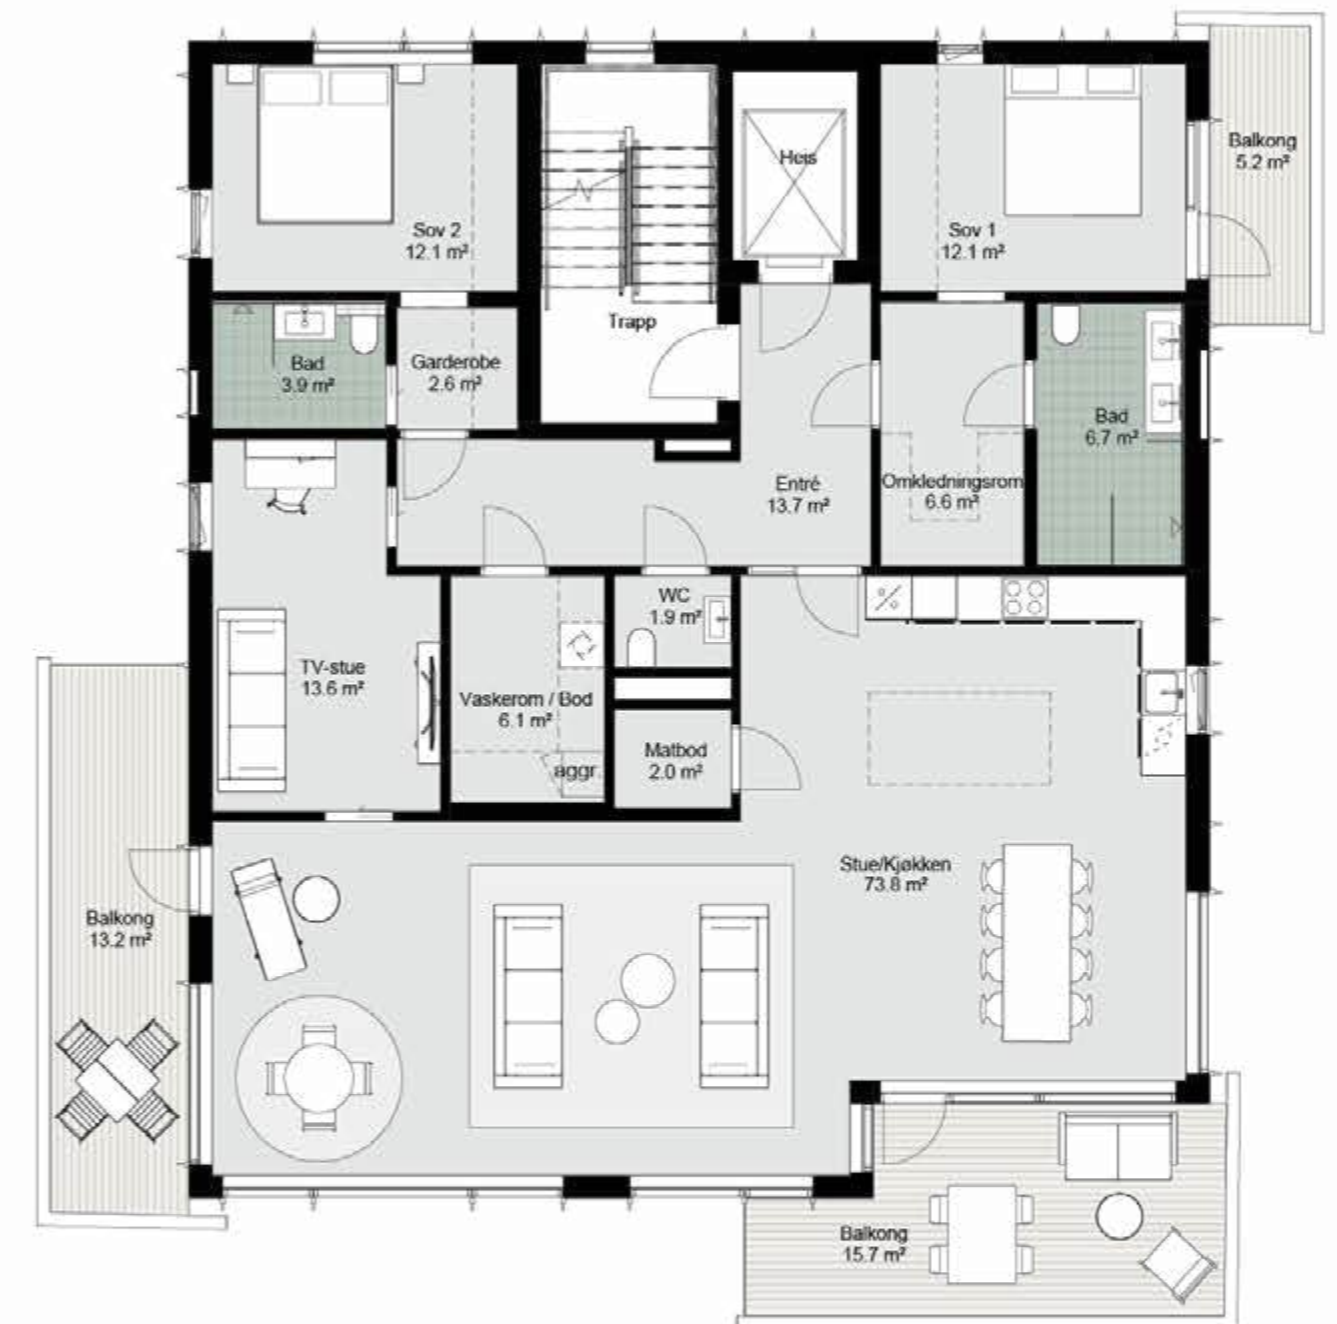 Heis
Balkong
5.2 m²
Sov 2
12.1 m²
Sov 1
12.1 m²
Trapp
Bad
3.9 m²
Garderobe
2.6 m²
Bad
6.7 m²
Entré
13.7 m²
Omkledningsrom
6.6 m²
WC
1.9 m²
TV-stue
13.6 m²
Vaskerom / Bod
6.1 m²
Matbod
2.0 m²
aggr.
Stue/Kjøkken
73.8 m²
Balkong
13.2 m²
Balkong
15.7 m²